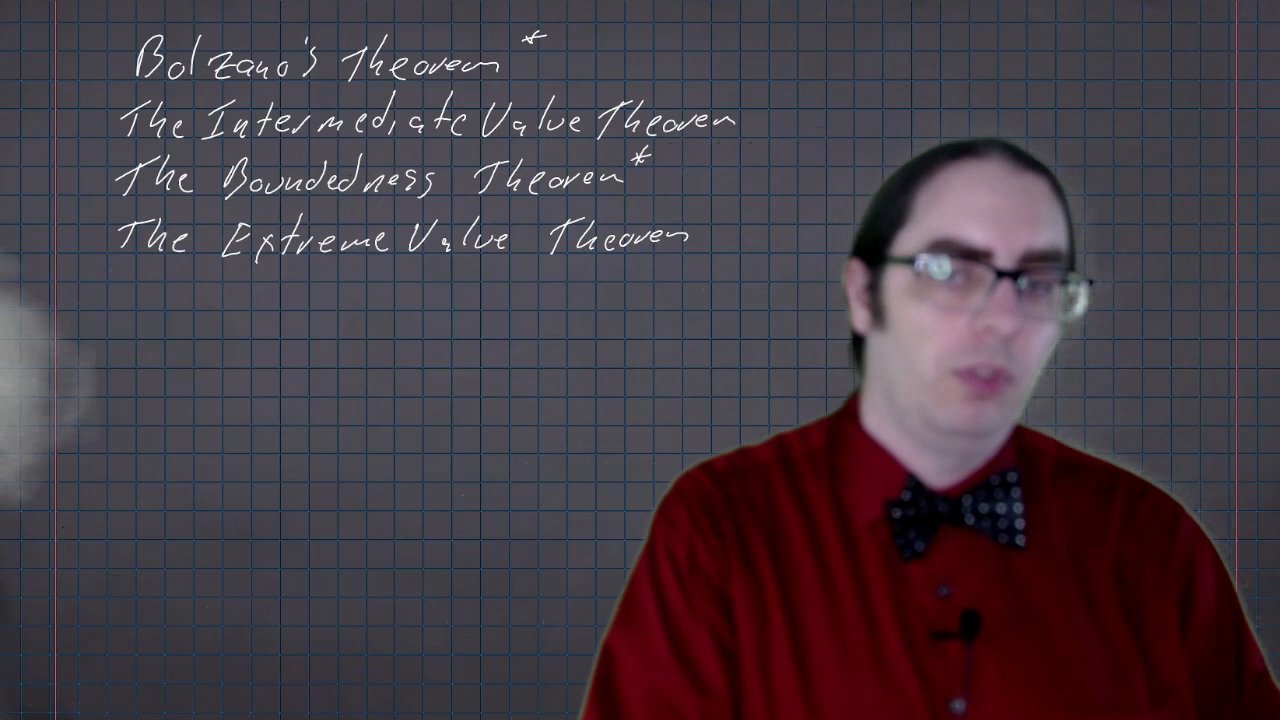 Bolzano's Theorem*
The Intermediate Value Theorem
The Boundedness Theorem*
The Extreme Value Theorem